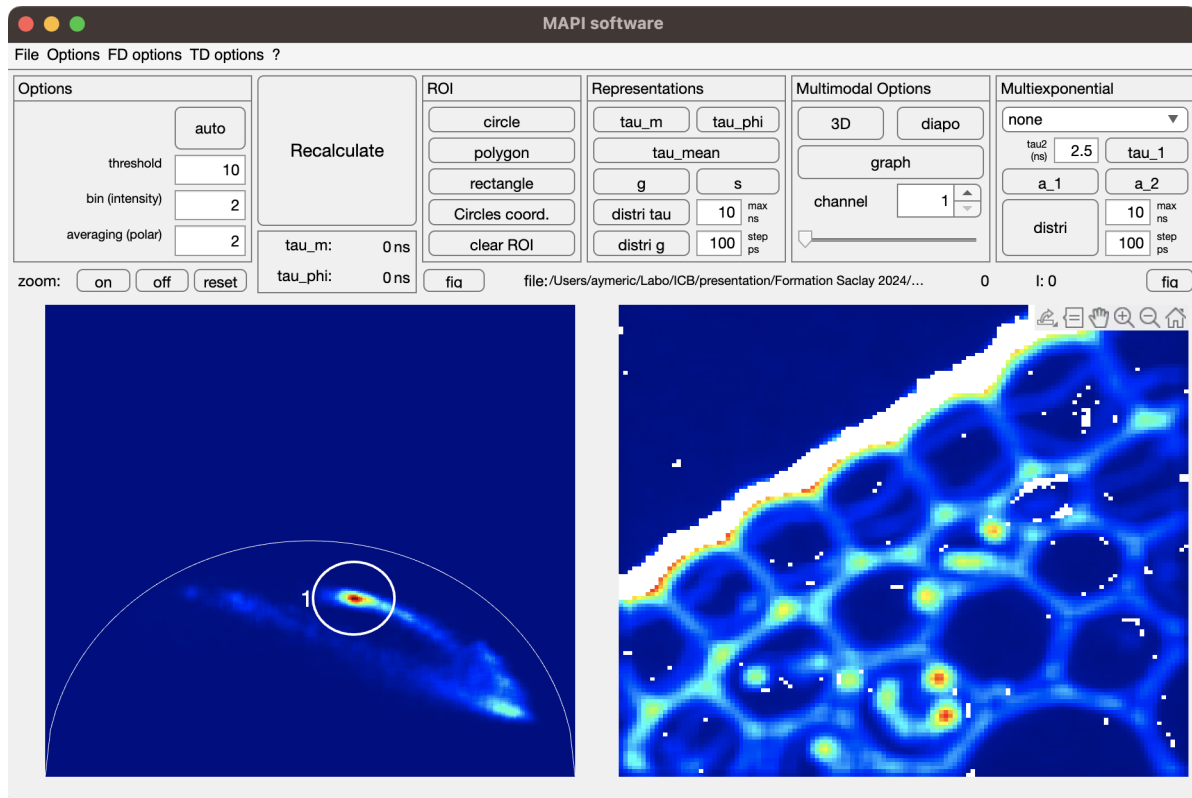 MAPI software
File Options FD options TD options ?
Options
auto
threshold 10
bin (intensity) 2
averaging (polar) 2
Recalculate
tau_m: 0 ns
tau_phi: 0 ns
ROI
circle
polygon
rectangle
Circles coord.
clear ROI
Representations
tau_m tau_phi
tau_mean
g s
distri tau 10 max ns
distri g 100 step ps
Multimodal Options
3D diapo
graph
channel 1
Multiexponential
none
tau2 (ns) 2.5 tau_1
a_1 a_2
distri 10 max ns
100 step ps
zoom: on off reset fig file:/Users/aymeric/Labo/ICB/presentation/Formation Saclay 2024/... 0 I: 0 fig
1